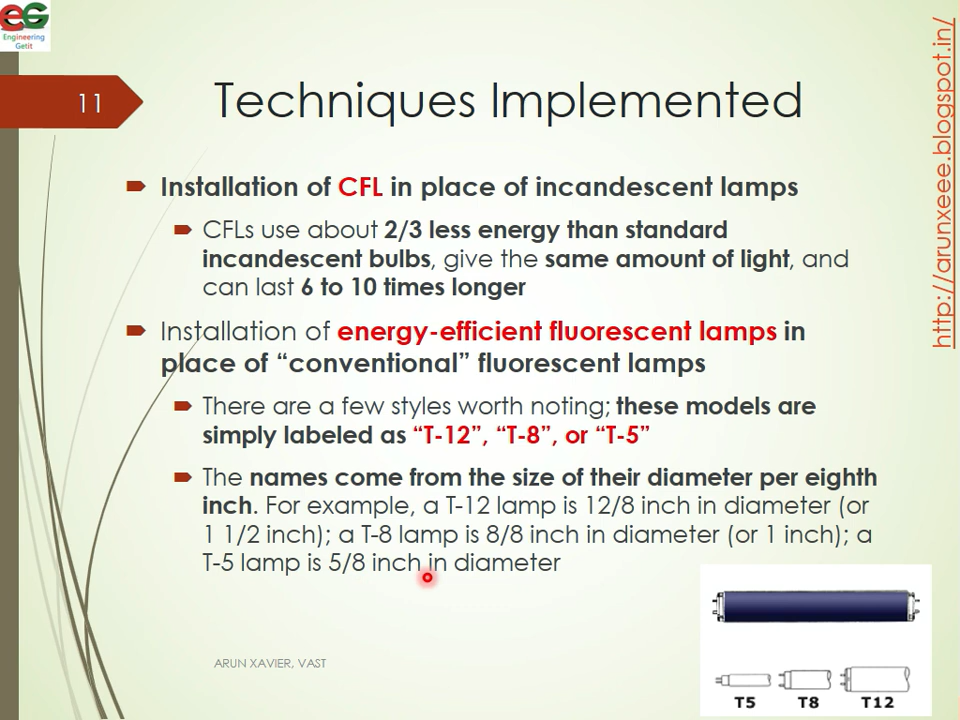 EG
Engineering
Getit
11
Techniques Implemented
Installation of CFL in place of incandescent lamps
CFLs use about 2/3 less energy than standard
incandescent bulbs, give the same amount of light, and
can last 6 to 10 times longer
Installation of energy-efficient fluorescent lamps in
place of “conventional” fluorescent lamps
There are a few styles worth noting; these models are
simply labeled as “T-12”, “T-8”, or “T-5”
The names come from the size of their diameter per eighth
inch. For example, a T-12 lamp is 12/8 inch in diameter (or
1 1/2 inch); a T-8 lamp is 8/8 inch in diameter (or 1 inch); a
T-5 lamp is 5/8 inch in diameter
T5 T8 T12
ARUN XAVIER, VAST
http://arunxeee.blogspot.in/